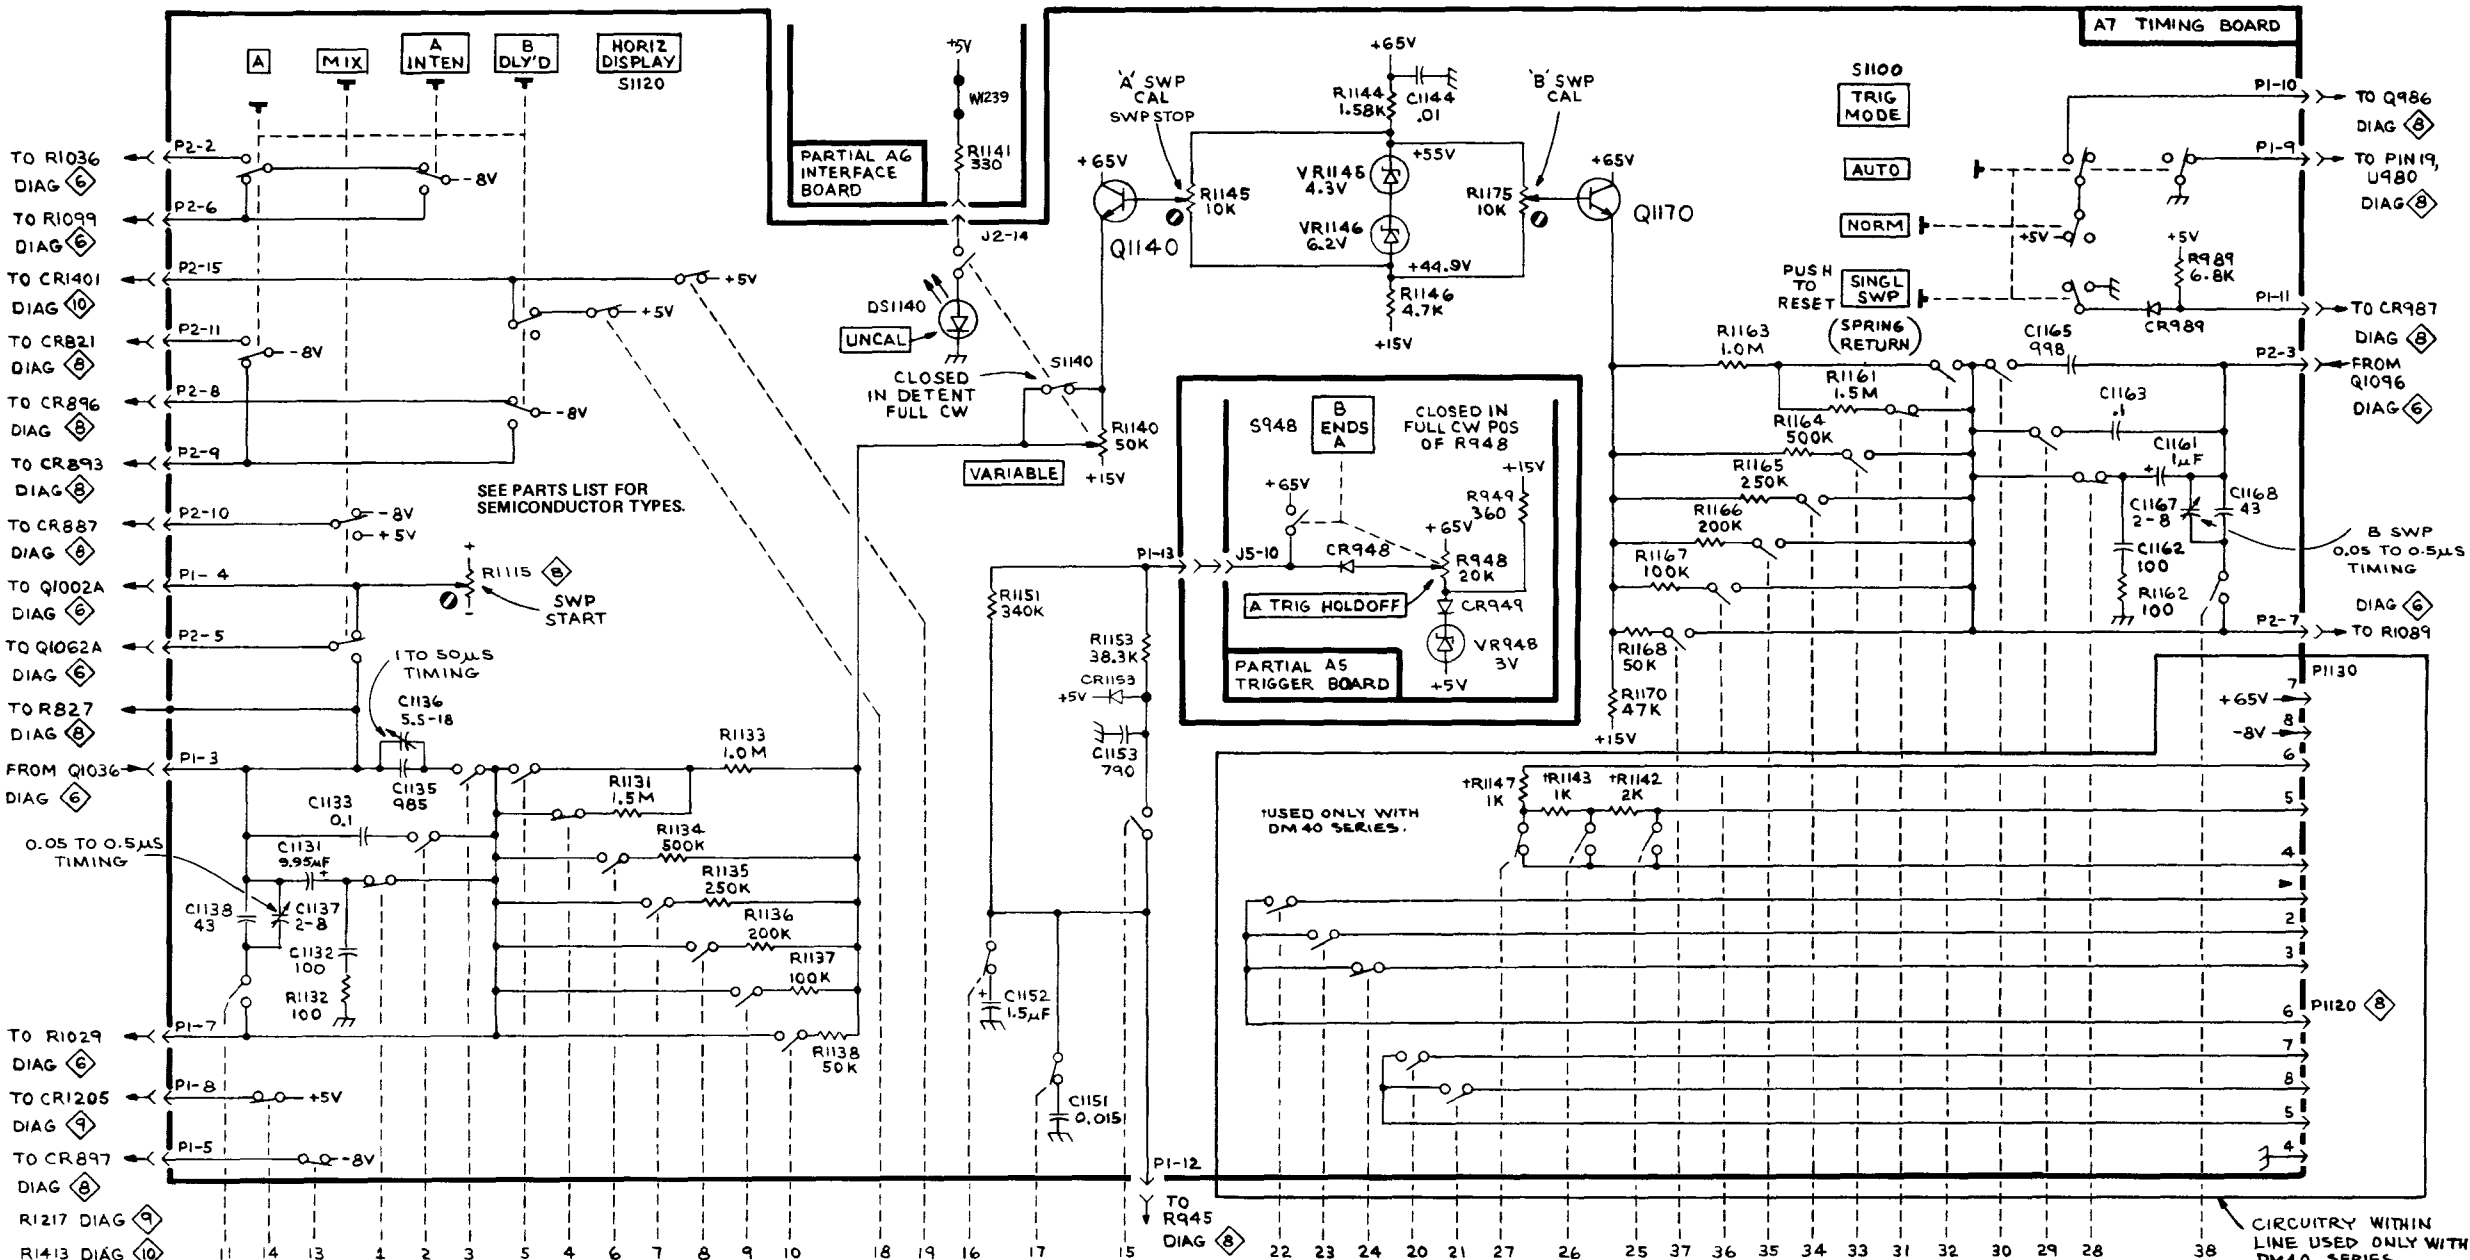 A7 TIMING BOARD
A
MIX
A
INTEN
B
DLY'D
HORIZ
DISPLAY
S1120
TO R1036
DIAG 6
P2-2
-8V
TO R1099
DIAG 6
P2-6
TO CR1401
DIAG 10
P2-15
+5V
+5V
TO CR821
DIAG 8
P2-11
-8V
TO CR896
DIAG 8
P2-8
-8V
TO CR893
DIAG 8
P2-9
TO CR887
DIAG 8
P2-10
-8V
+5V
SEE PARTS LIST FOR
SEMICONDUCTOR TYPES.
TO Q1002A
DIAG 6
P1-4
+
R1115 8
SWP
START
-
TO Q1062A
DIAG 6
P2-5
1 TO 50µS
TIMING
TO R827
DIAG 8
C1136
5.5-18
FROM Q1036
DIAG 6
P1-3
C1135
985
R1133
1.0M
R1131
1.5M
C1133
0.1
R1134
500K
0.05 TO 0.5µS
TIMING
C1131
9.95µF
+
R1135
250K
C1138
43
C1137
2-8
R1136
200K
C1132
100
R1137
100K
R1132
100
TO R1029
DIAG 6
P1-7
R1138
50K
TO CR1205
DIAG 9
P1-8
+5V
TO CR897
DIAG 8
P1-5
-8V
R1217 DIAG 9
R1413 DIAG 10
PARTIAL A6
INTERFACE
BOARD
+5V
W1239
R1141
330
J2-14
DS1140
UNCAL
CLOSED
IN DETENT
FULL CW
S1140
VARIABLE
R1140
50K
+15V
'A' SWP
CAL
SWP STOP
+65V
Q1140
R1145
10K
+65V
R1144
1.58K
C1144
.01
+55V
VR1145
4.3V
VR1146
6.2V
+44.9V
R1146
4.7K
+15V
'B' SWP
CAL
R1175
10K
+65V
Q1170
S1100
TRIG
MODE
AUTO
NORM
PUSH
TO
RESET
SINGL
SWP
(SPRING
RETURN)
P1-10
TO Q986
DIAG 8
P1-9
TO PIN 19,
U980
DIAG 8
+5V
+5V
R989
6.8K
P1-11
CR989
TO CR987
DIAG 8
P2-3
FROM
Q1096
DIAG 6
R1163
1.0M
C1165
998
R1161
1.5M
C1163
.1
R1164
500K
C1161
1µF
+
R1165
250K
C1167
2-8
C1168
43
R1166
200K
C1162
100
B SWP
0.05 TO 0.5µS
TIMING
R1167
100K
R1162
100
DIAG 6
P2-7
TO R1089
R1168
50K
R1170
47K
+15V
S948
B
ENDS
A
CLOSED IN
FULL CW POS
OF R948
+65V
+15V
R949
360
+65V
P1-13
J5-10
CR948
R948
20K
A TRIG HOLDOFF
CR949
VR948
3V
+5V
PARTIAL A5
TRIGGER BOARD
R1151
340K
R1153
38.3K
CR1153
+5V
C1153
790
+
C1152
1.5µF
C1151
0.015
P1-12
TO
R945
DIAG 8
P1130
+65V
7
-8V
8
6
†R1147
1K
†R1143
1K
†R1142
2K
5
†USED ONLY WITH
DM40 SERIES.
4
2
3
6
P1120 8
7
8
5
4
CIRCUITRY WITHIN
LINE USED ONLY WITH
DM40 SERIES
11 14 13 1 2 3 5 4 6 7 8 9 10 18 19 16 17 15 22 23 24 20 21 27 26 25 37 36 35 34 33 31 32 30 29 28 38